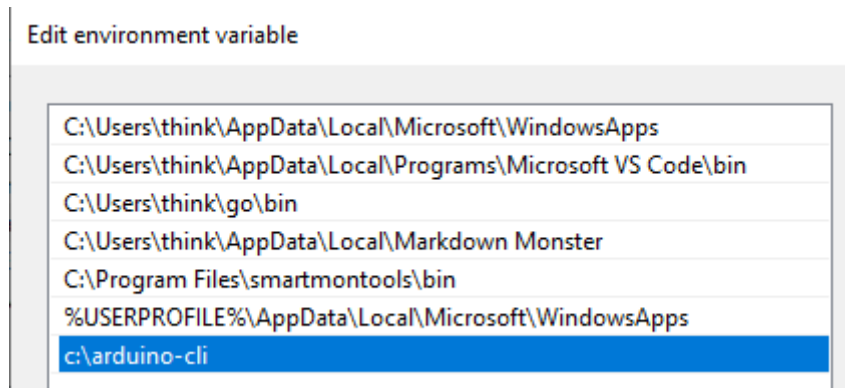 Edit environment variable
C:\Users\think\AppData\Local\Microsoft\WindowsApps
C:\Users\think\AppData\Local\Programs\Microsoft VS Code\bin
C:\Users\think\go\bin
C:\Users\think\AppData\Local\Markdown Monster
C:\Program Files\smartmontools\bin
%USERPROFILE%\AppData\Local\Microsoft\WindowsApps
c:\arduino-cli